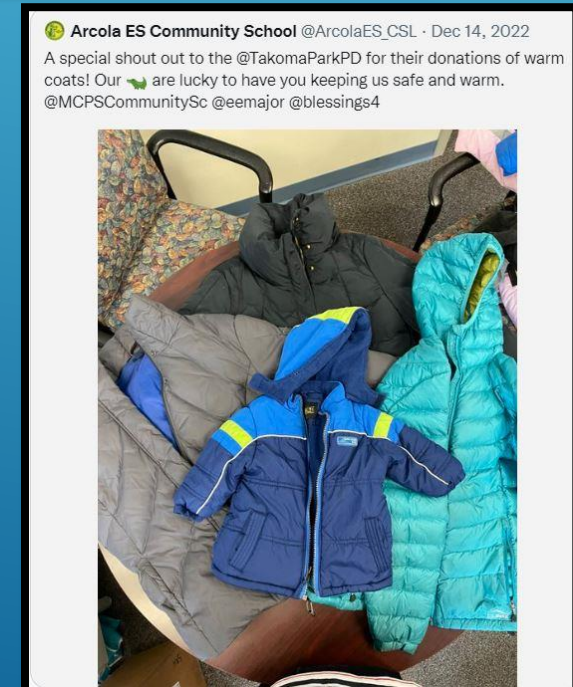 Arcola ES Community School @ArcolaES_CSL · Dec 14, 2022
A special shout out to the @TakomaParkPD for their donations of warm
coats! Our 🐊 are lucky to have you keeping us safe and warm.
@MCPSCommunitySc @eemajor @blessings4